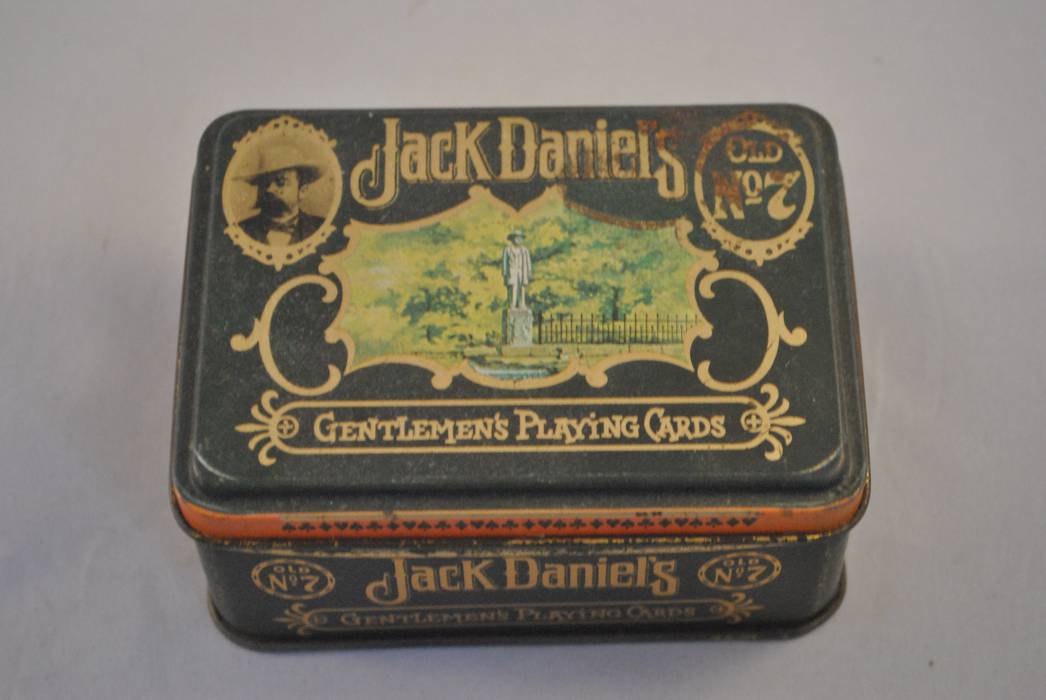 Jack Daniel's
OLD
No7
GENTLEMEN'S PLAYING CARDS
Jack Daniel's
OLD
No7
OLD
No7
GENTLEMEN'S PLAYING CARDS